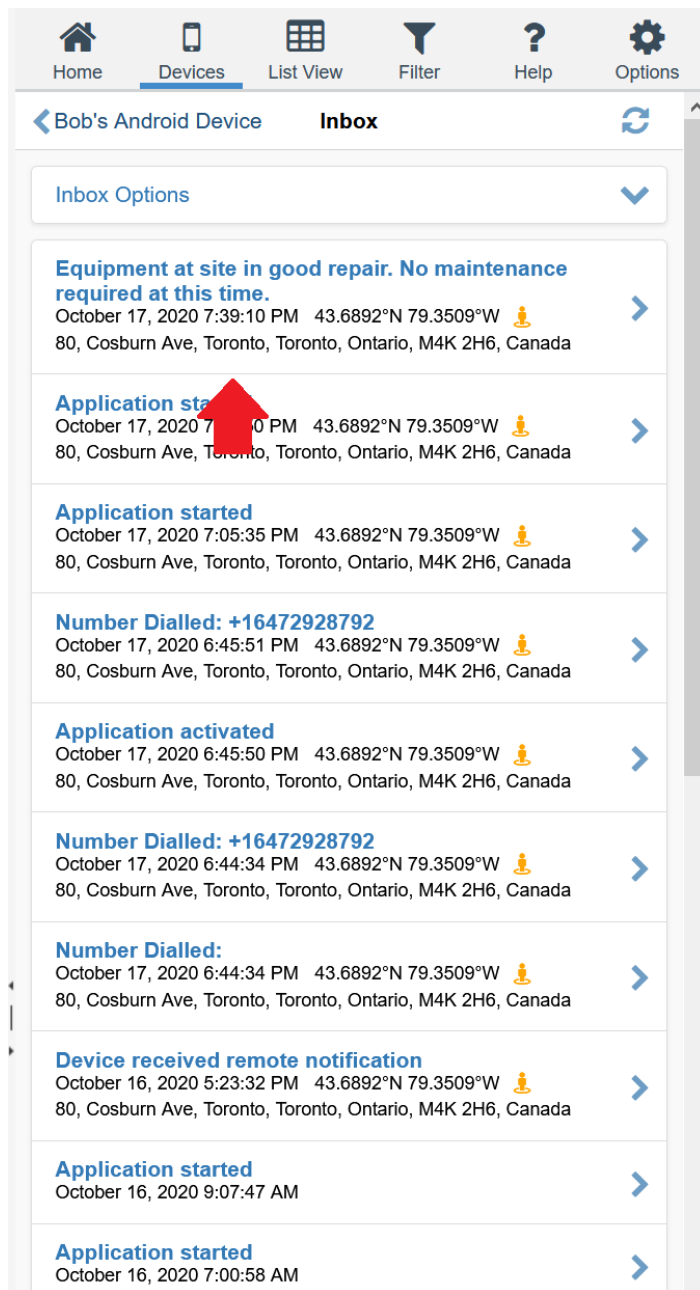 Home Devices List View Filter Help Options
Bob's Android Device Inbox
Inbox Options
Equipment at site in good repair. No maintenance
required at this time.
October 17, 2020 7:39:10 PM 43.6892°N 79.3509°W
80, Cosburn Ave, Toronto, Toronto, Ontario, M4K 2H6, Canada
Application
October 17, 2020 PM 43.6892°N 79.3509°W
80, Cosburn Ave, Toronto, Toronto, Ontario, M4K 2H6, Canada
Application started
October 17, 2020 7:05:35 PM 43.6892°N 79.3509°W
80, Cosburn Ave, Toronto, Toronto, Ontario, M4K 2H6, Canada
Number Dialled: +16472928792
October 17, 2020 6:45:51 PM 43.6892°N 79.3509°W
80, Cosburn Ave, Toronto, Toronto, Ontario, M4K 2H6, Canada
Application activated
October 17, 2020 6:45:50 PM 43.6892°N 79.3509°W
80, Cosburn Ave, Toronto, Toronto, Ontario, M4K 2H6, Canada
Number Dialled: +16472928792
October 17, 2020 6:44:34 PM 43.6892°N 79.3509°W
80, Cosburn Ave, Toronto, Toronto, Ontario, M4K 2H6, Canada
Number Dialled:
October 17, 2020 6:44:34 PM 43.6892°N 79.3509°W
80, Cosburn Ave, Toronto, Toronto, Ontario, M4K 2H6, Canada
Device received remote notification
October 16, 2020 5:23:32 PM 43.6892°N 79.3509°W
80, Cosburn Ave, Toronto, Toronto, Ontario, M4K 2H6, Canada
Application started
October 16, 2020 9:07:47 AM
Application started
October 16, 2020 7:00:58 AM